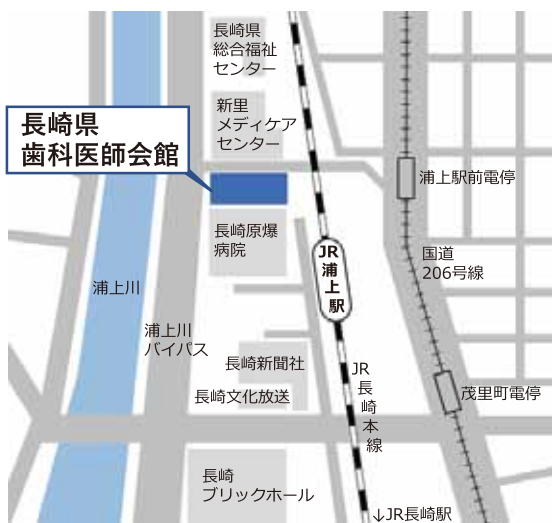 長崎県
総合福祉
センター
新里
メディケア
センター
長崎県
歯科医師会館
浦上駅前電停
長崎原爆
病院
JR浦上駅
国道
206号線
浦上川
浦上川
バイパス
長崎新聞社
JR長崎本線
茂里町電停
長崎文化放送
長崎
ブリックホール
↓JR長崎駅